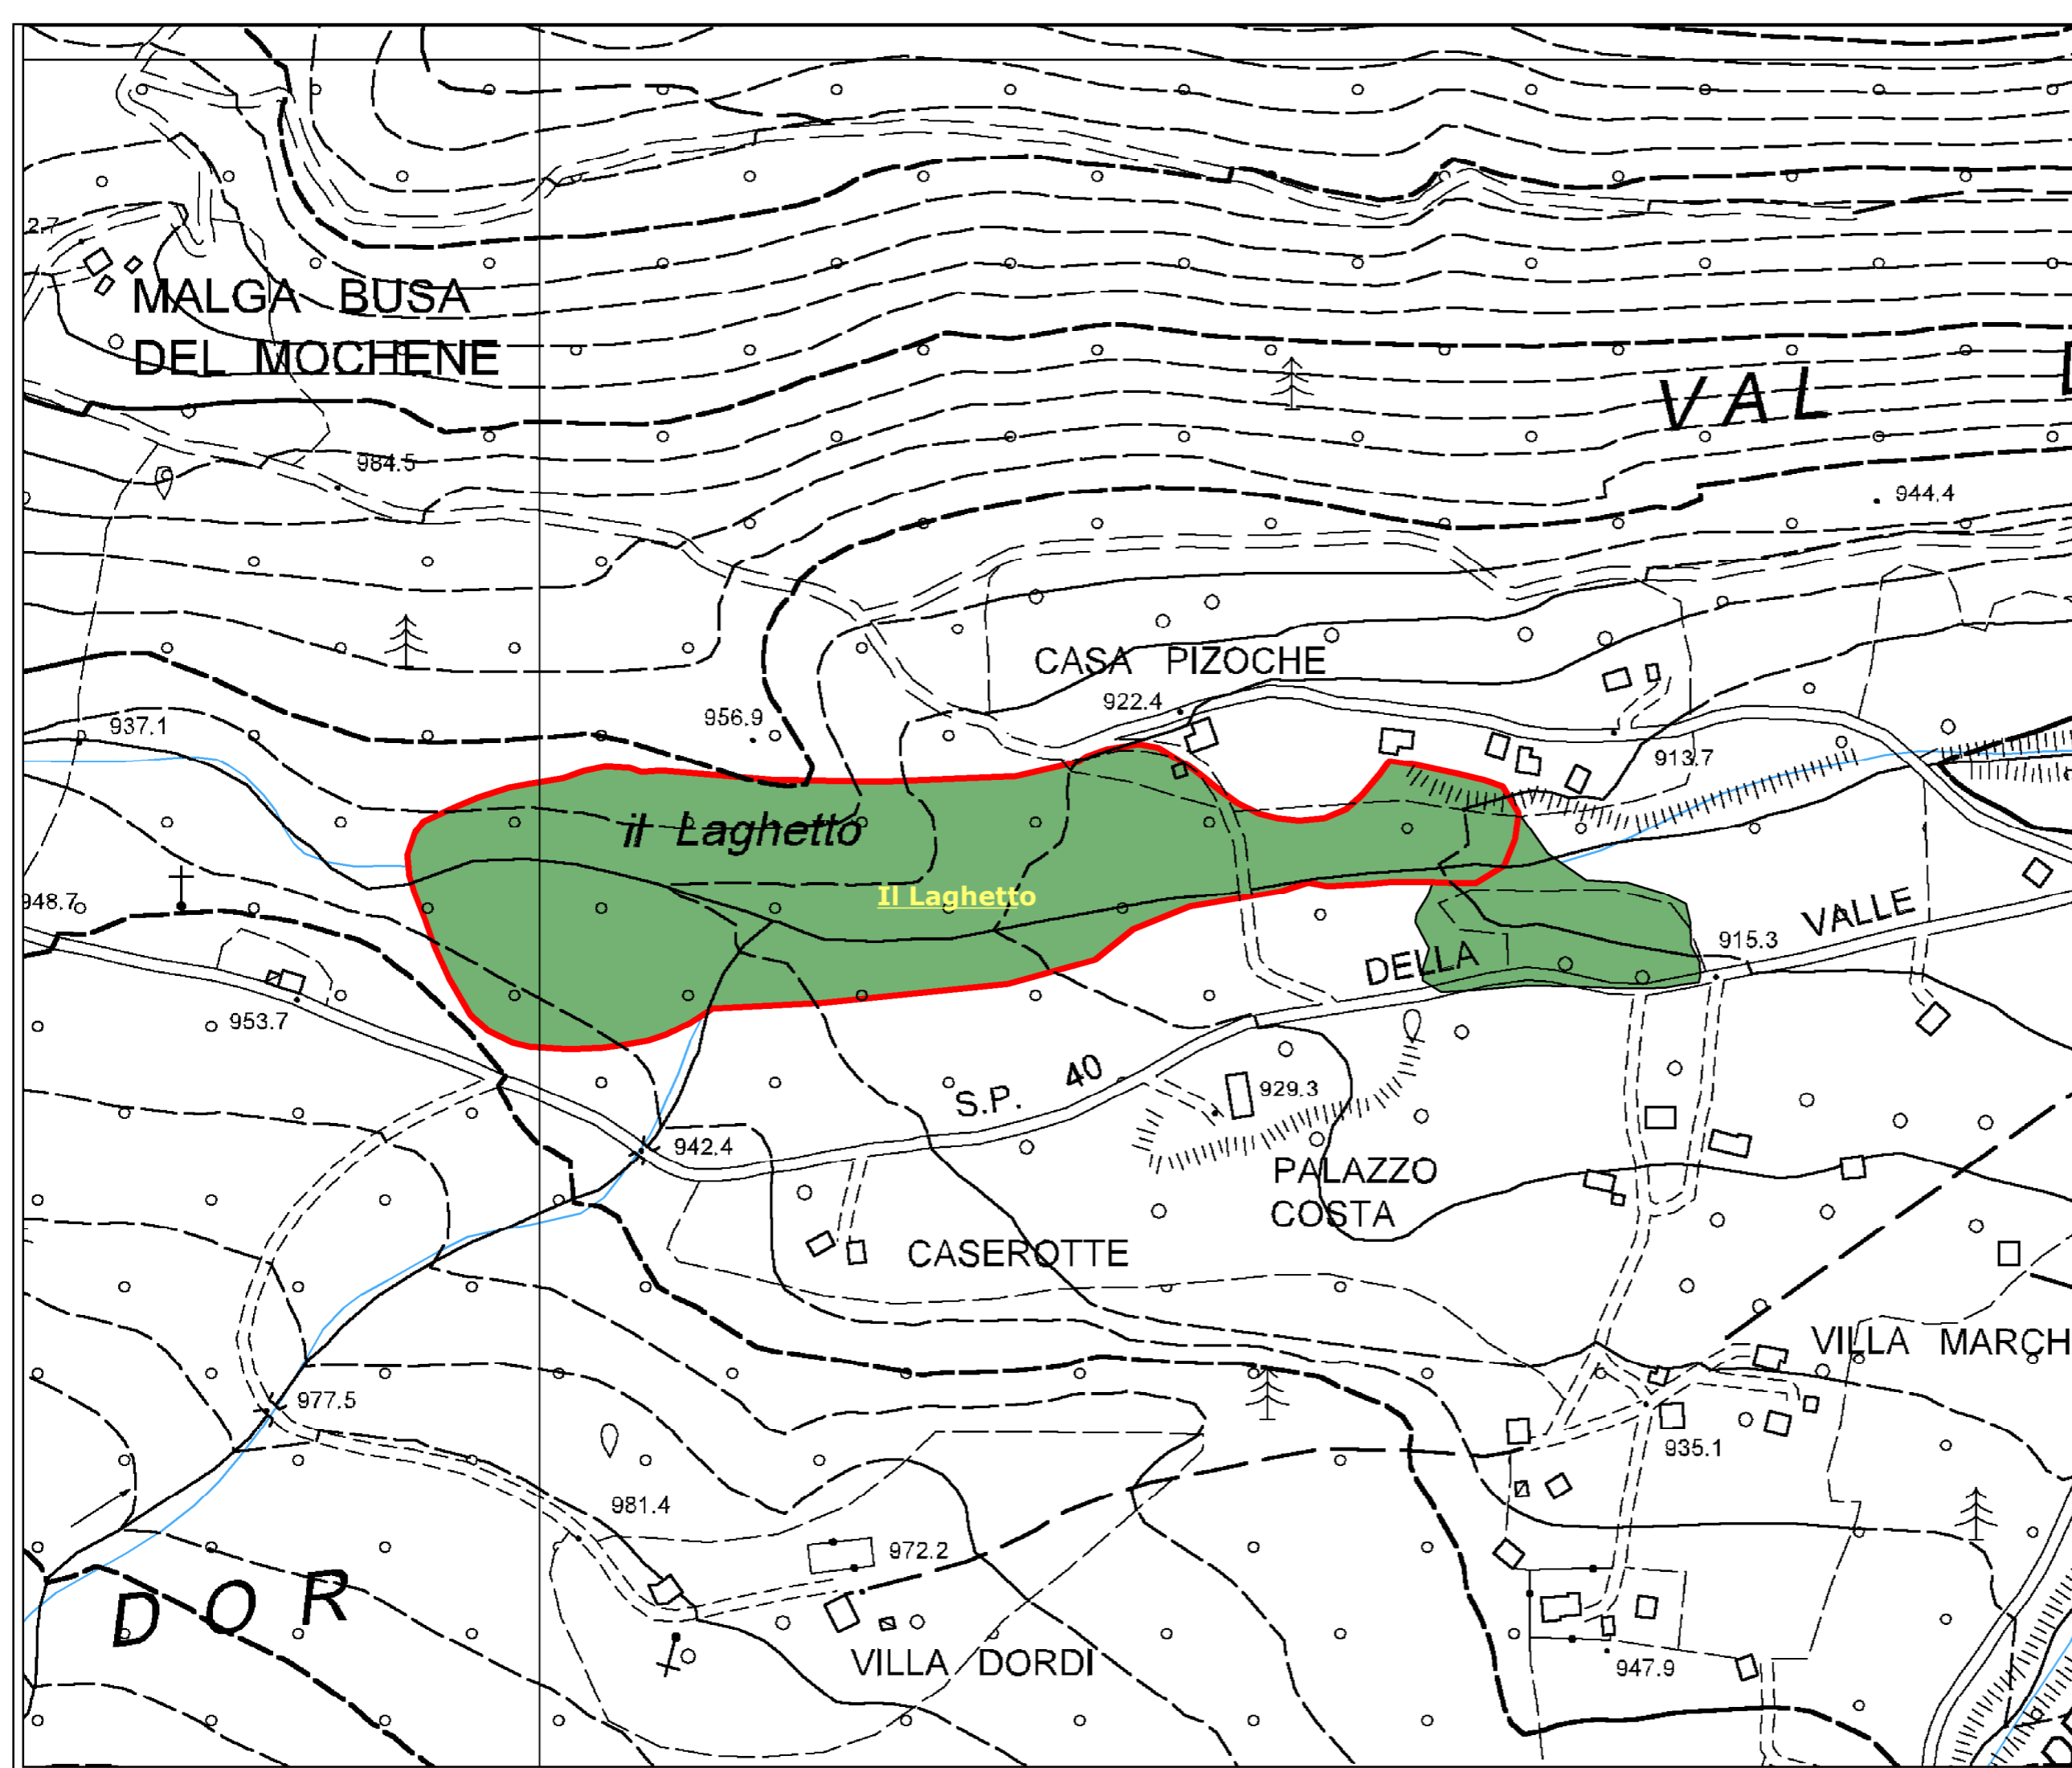 2.7
MALGA BUSA
DEL MOCHENE
VAL
984.5
944.4
CASA PIZOCHE
922.4
956.9
937.1
913.7
il Laghetto
Il Laghetto
948.7
VALLE
DELLA
915.3
953.7
S.P. 40
929.3
942.4
PALAZZO
COSTA
CASEROTTE
VILLA MARCH
977.5
935.1
981.4
972.2
DOR
VILLA DORDI
947.9